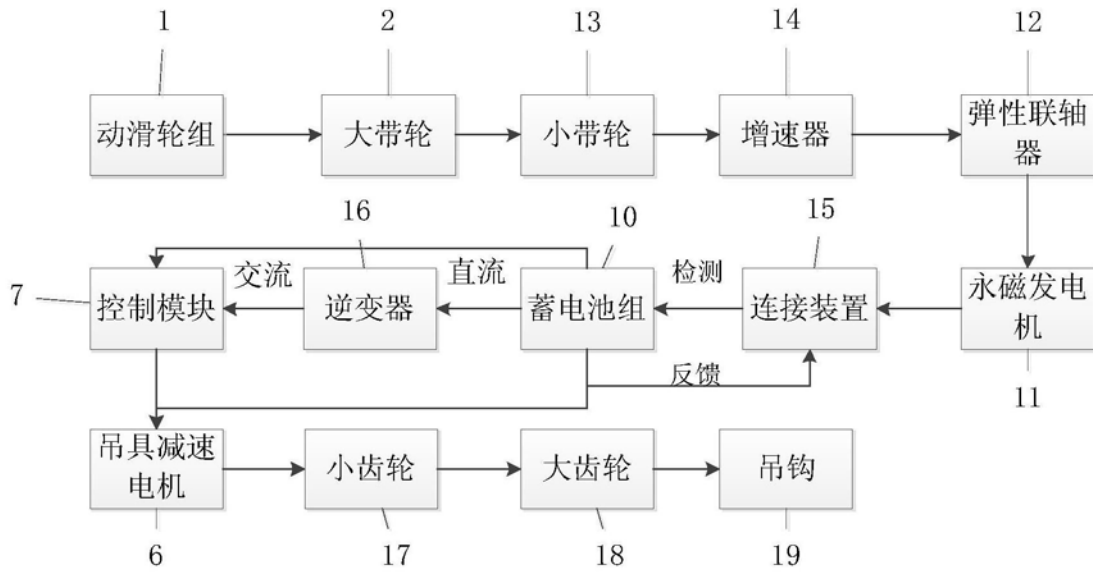 1
2
13
14
12
动滑轮组
大带轮
小带轮
增速器
弹性联轴
器
16
10
15
7
控制模块
交流
逆变器
直流
蓄电池组
检测
连接装置
永磁发电
机
反馈
11
吊具减速
电机
小齿轮
大齿轮
吊钩
6
17
18
19